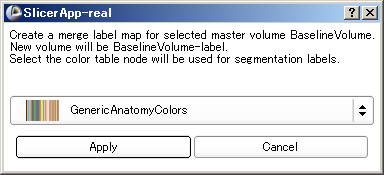 SlicerApp-real
Create a merge label map for selected master volume BaselineVolume.
New volume will be BaselineVolume-label.
Select the color table node will be used for segmentation labels.
GenericAnatomyColors
Apply
Cancel